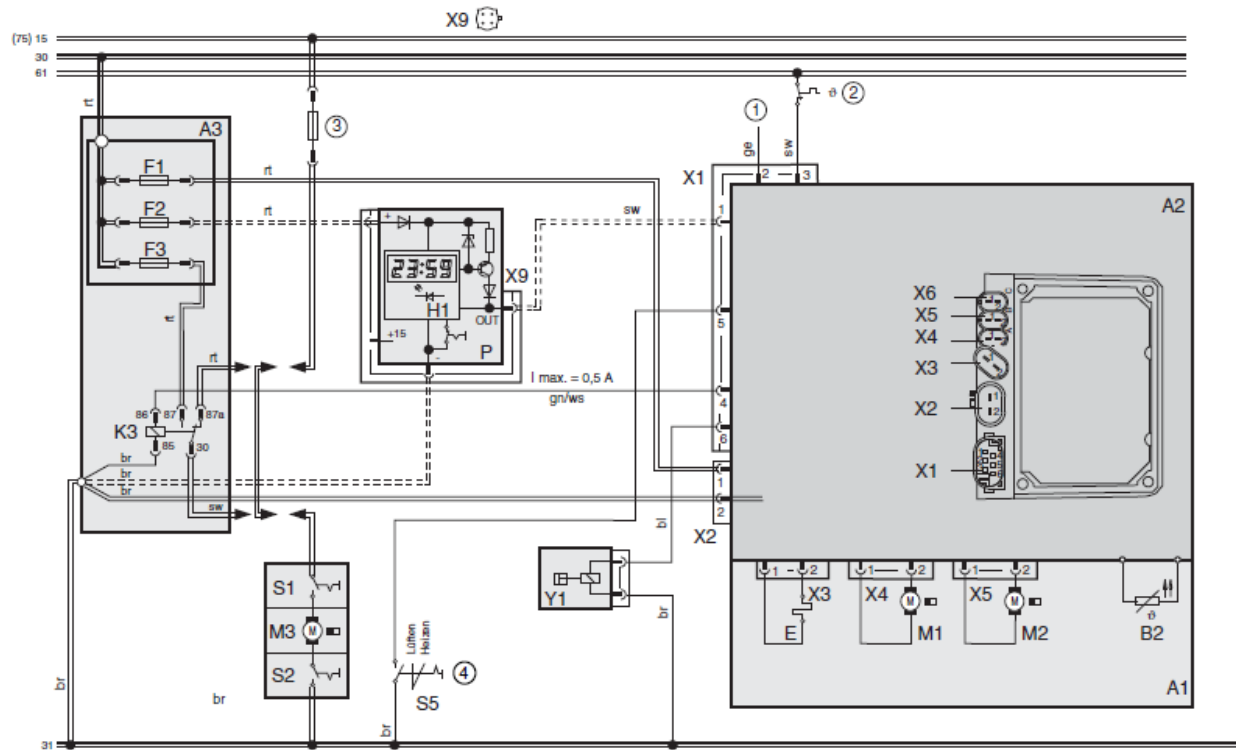 X9
(75) 15
30
61
rt
A3
F1
rt
F2
rt
F3
rt
③
+
23:59
H1
X9
OUT
+15
-
P
sw
①
ge
ϑ ②
sw
X1
2
3
1
5
4
6
A2
X6
X5
X4
X3
X2
X1
C
B
A
1
2
rt
I max. = 0,5 A
gn/ws
86
87
87a
K3
85
30
br
br
br
sw
1
2
X2
bl
S1
M3
M
S2
br
br
Y1
br
Lüften
Heizen
④
S5
br
1
2
X3
E
1
2
X4
M
M1
1
2
X5
M
M2
ϑ
B2
A1
31